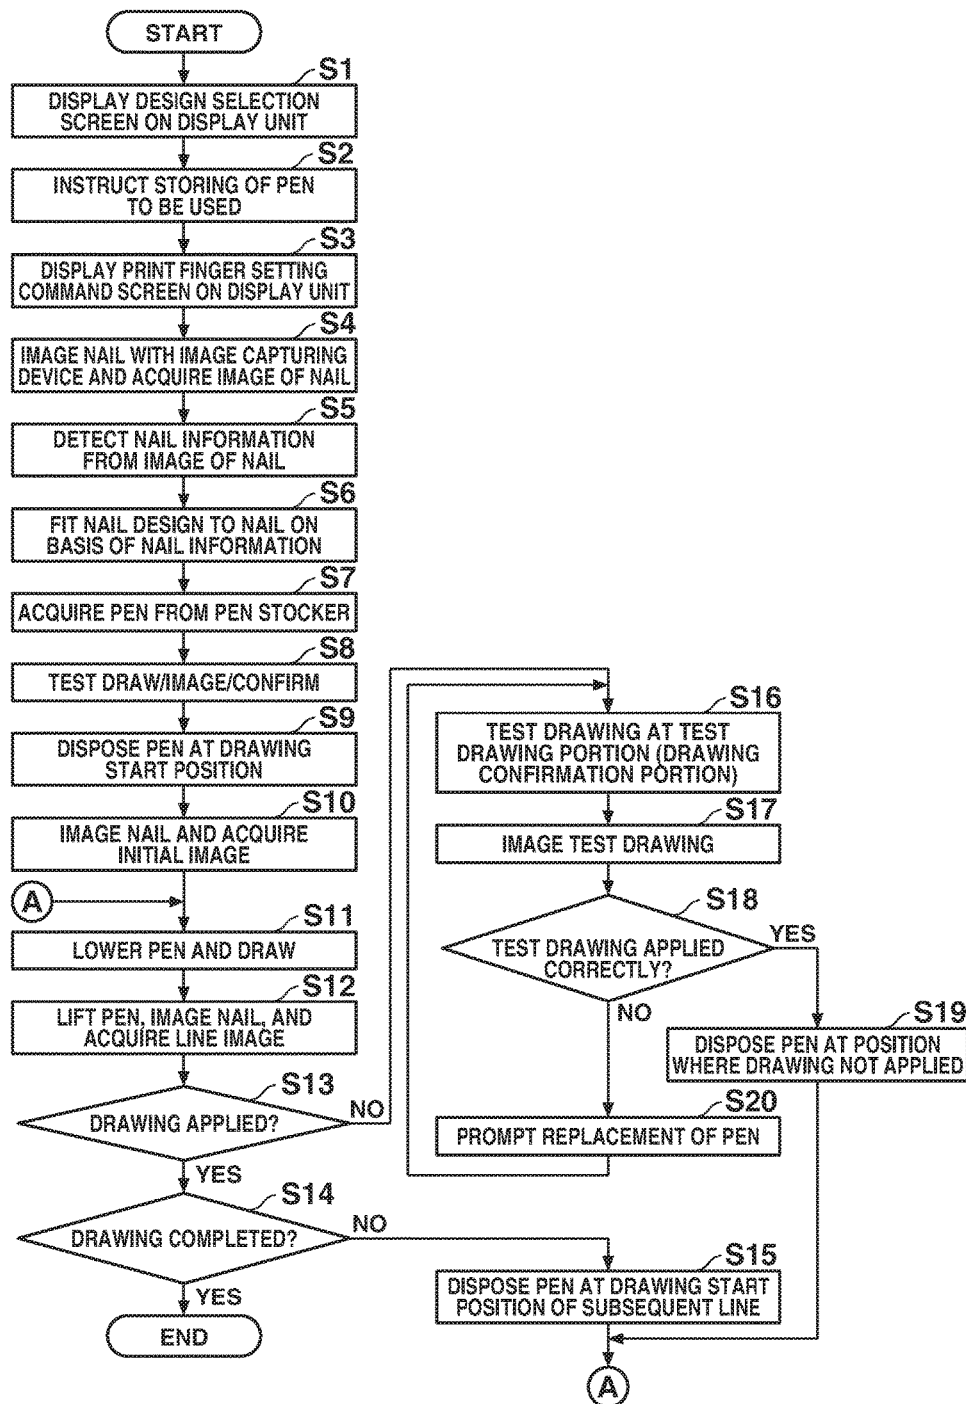 START
S1
DISPLAY DESIGN SELECTION
SCREEN ON DISPLAY UNIT
S2
INSTRUCT STORING OF PEN
TO BE USED
S3
DISPLAY PRINT FINGER SETTING
COMMAND SCREEN ON DISPLAY UNIT
S4
IMAGE NAIL WITH IMAGE CAPTURING
DEVICE AND ACQUIRE IMAGE OF NAIL
S5
DETECT NAIL INFORMATION
FROM IMAGE OF NAIL
S6
FIT NAIL DESIGN TO NAIL ON
BASIS OF NAIL INFORMATION
S7
ACQUIRE PEN FROM PEN STOCKER
S8
TEST DRAW/IMAGE/CONFIRM
S9
DISPOSE PEN AT DRAWING
START POSITION
S10
IMAGE NAIL AND ACQUIRE
INITIAL IMAGE
A
S11
LOWER PEN AND DRAW
S12
LIFT PEN, IMAGE NAIL, AND
ACQUIRE LINE IMAGE
S13
DRAWING APPLIED?
NO
YES
S14
DRAWING COMPLETED?
NO
YES
END
S16
TEST DRAWING AT TEST
DRAWING PORTION (DRAWING
CONFIRMATION PORTION)
S17
IMAGE TEST DRAWING
S18
TEST DRAWING APPLIED
CORRECTLY?
YES
NO
S19
DISPOSE PEN AT POSITION
WHERE DRAWING NOT APPLIED
S20
PROMPT REPLACEMENT OF PEN
S15
DISPOSE PEN AT DRAWING START
POSITION OF SUBSEQUENT LINE
A